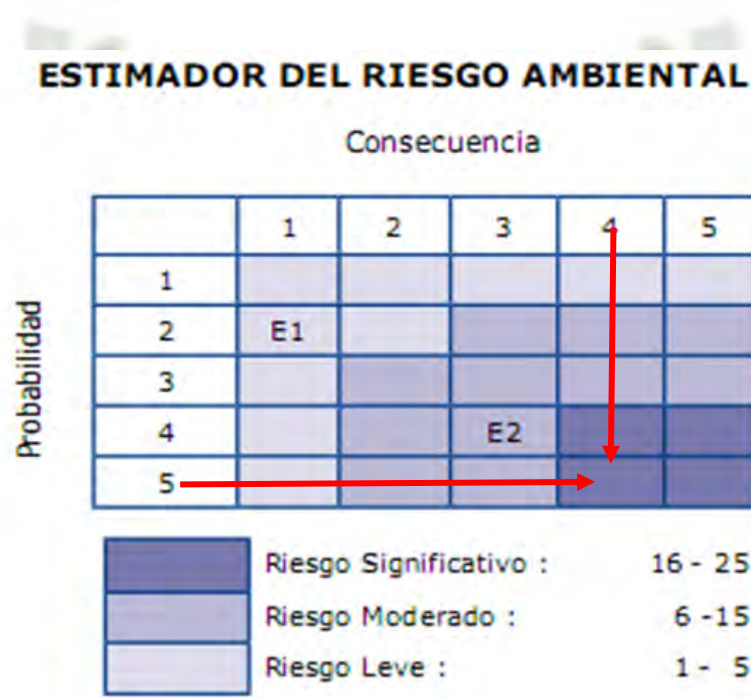 ESTIMADOR DEL RIESGO AMBIENTAL
Consecuencia
Probabilidad
1 2 3 4 5
1
2 E1
3
4 E2
5
Riesgo Significativo : 16 - 25
Riesgo Moderado : 6 -15
Riesgo Leve : 1 - 5